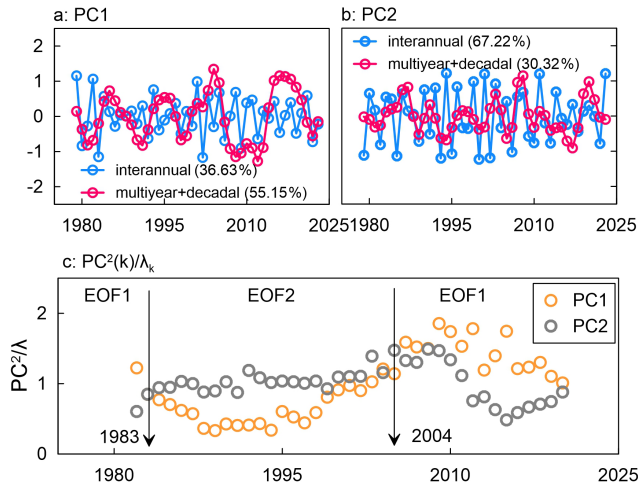 a: PC1
b: PC2
2
1
0
-1
-2
interannual (36.63%)
multiyear+decadal (55.15%)
interannual (67.22%)
multiyear+decadal (30.32%)
1980 1995 2010 2025
1980 1995 2010 2025
c: PC²(k)/λₖ
EOF1 EOF2 EOF1
PC1
PC2
PC²/λ
2
1
0
1983
2004
1980 1995 2010 2025